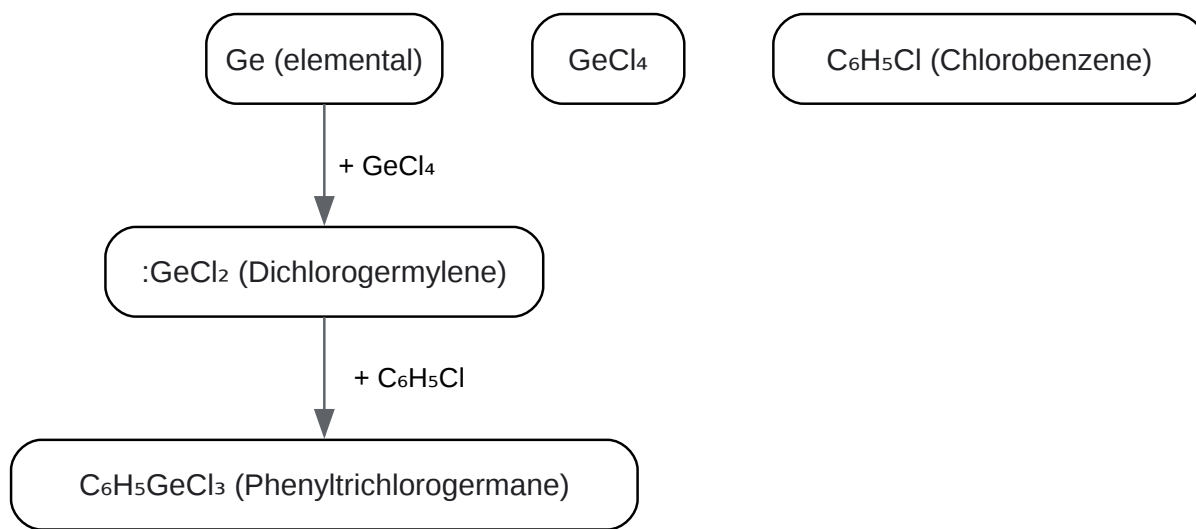 Ge (elemental)
GeCl₄
C₆H₅Cl (Chlorobenzene)
+ GeCl₄
:GeCl₂ (Dichlorogermylene)
+ C₆H₅Cl
C₆H₅GeCl₃ (Phenyltrichlorogermane)